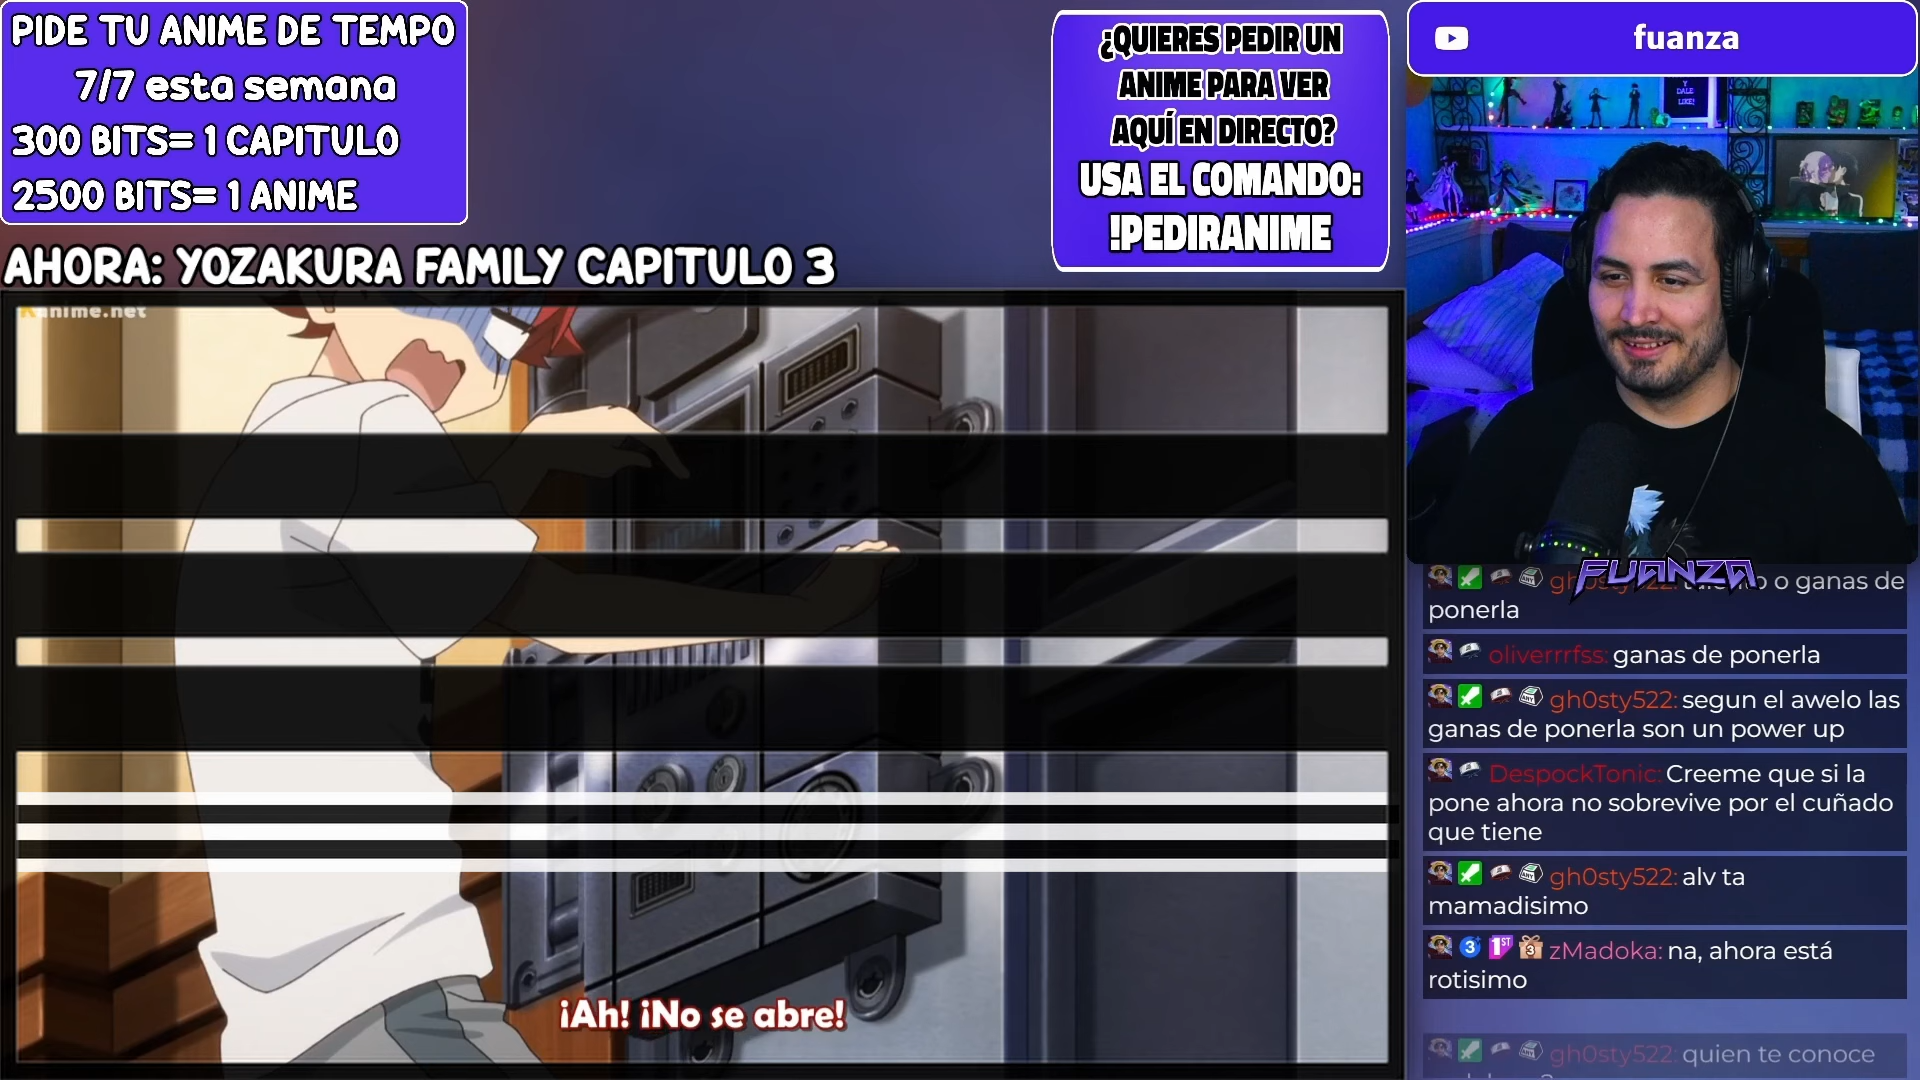 PIDE TU ANIME DE TEMPO
7/7 esta semana
300 BITS= 1 CAPITULO
2500 BITS= 1 ANIME
¿QUIERES PEDIR UN
ANIME PARA VER
AQUÍ EN DIRECTO?
USA EL COMANDO:
!PEDIRANIME
fuanza
Y
DALE
LIKE!
AHORA: YOZAKURA FAMILY CAPITULO 3
anime.net
¡Ah! ¡No se abre!
FUANZA
o ganas de
ponerla
oliverrrfss: ganas de ponerla
gh0sty522: segun el awelo las
ganas de ponerla son un power up
DespockTonic: Creeme que si la
pone ahora no sobrevive por el cuñado
que tiene
gh0sty522: alv ta
mamadisimo
zMadoka: na, ahora está
rotisimo
gh0sty522: quien te conoce